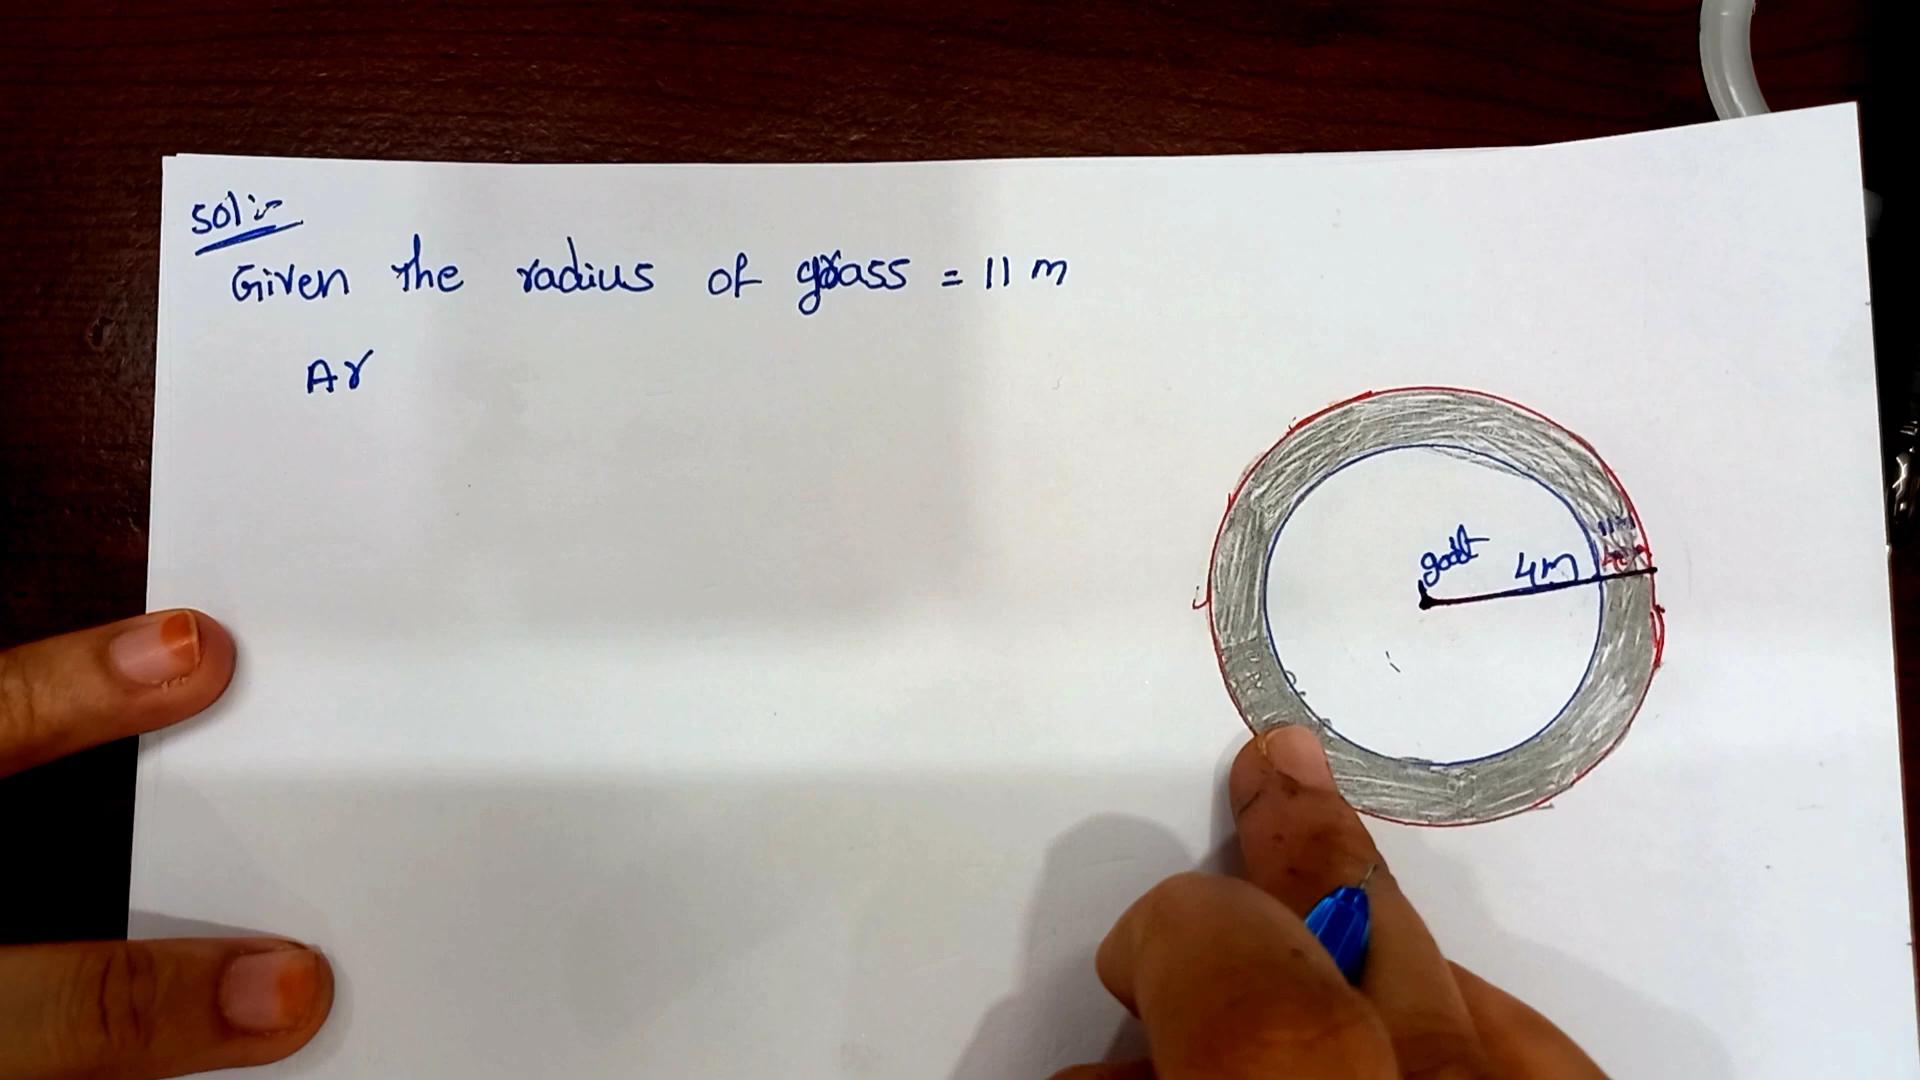 Sol:-
Given the radius of grass = 11 m
Ar
goat
4m